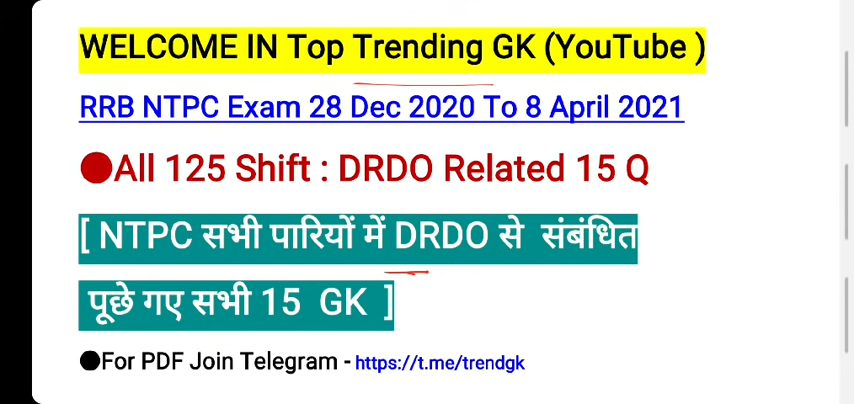 WELCOME IN Top Trending GK (YouTube )
RRB NTPC Exam 28 Dec 2020 To 8 April 2021
●All 125 Shift : DRDO Related 15 Q
[ NTPC सभी पारियों में DRDO से संबंधित
पूछे गए सभी 15 GK ]
●For PDF Join Telegram - https://t.me/trendgk